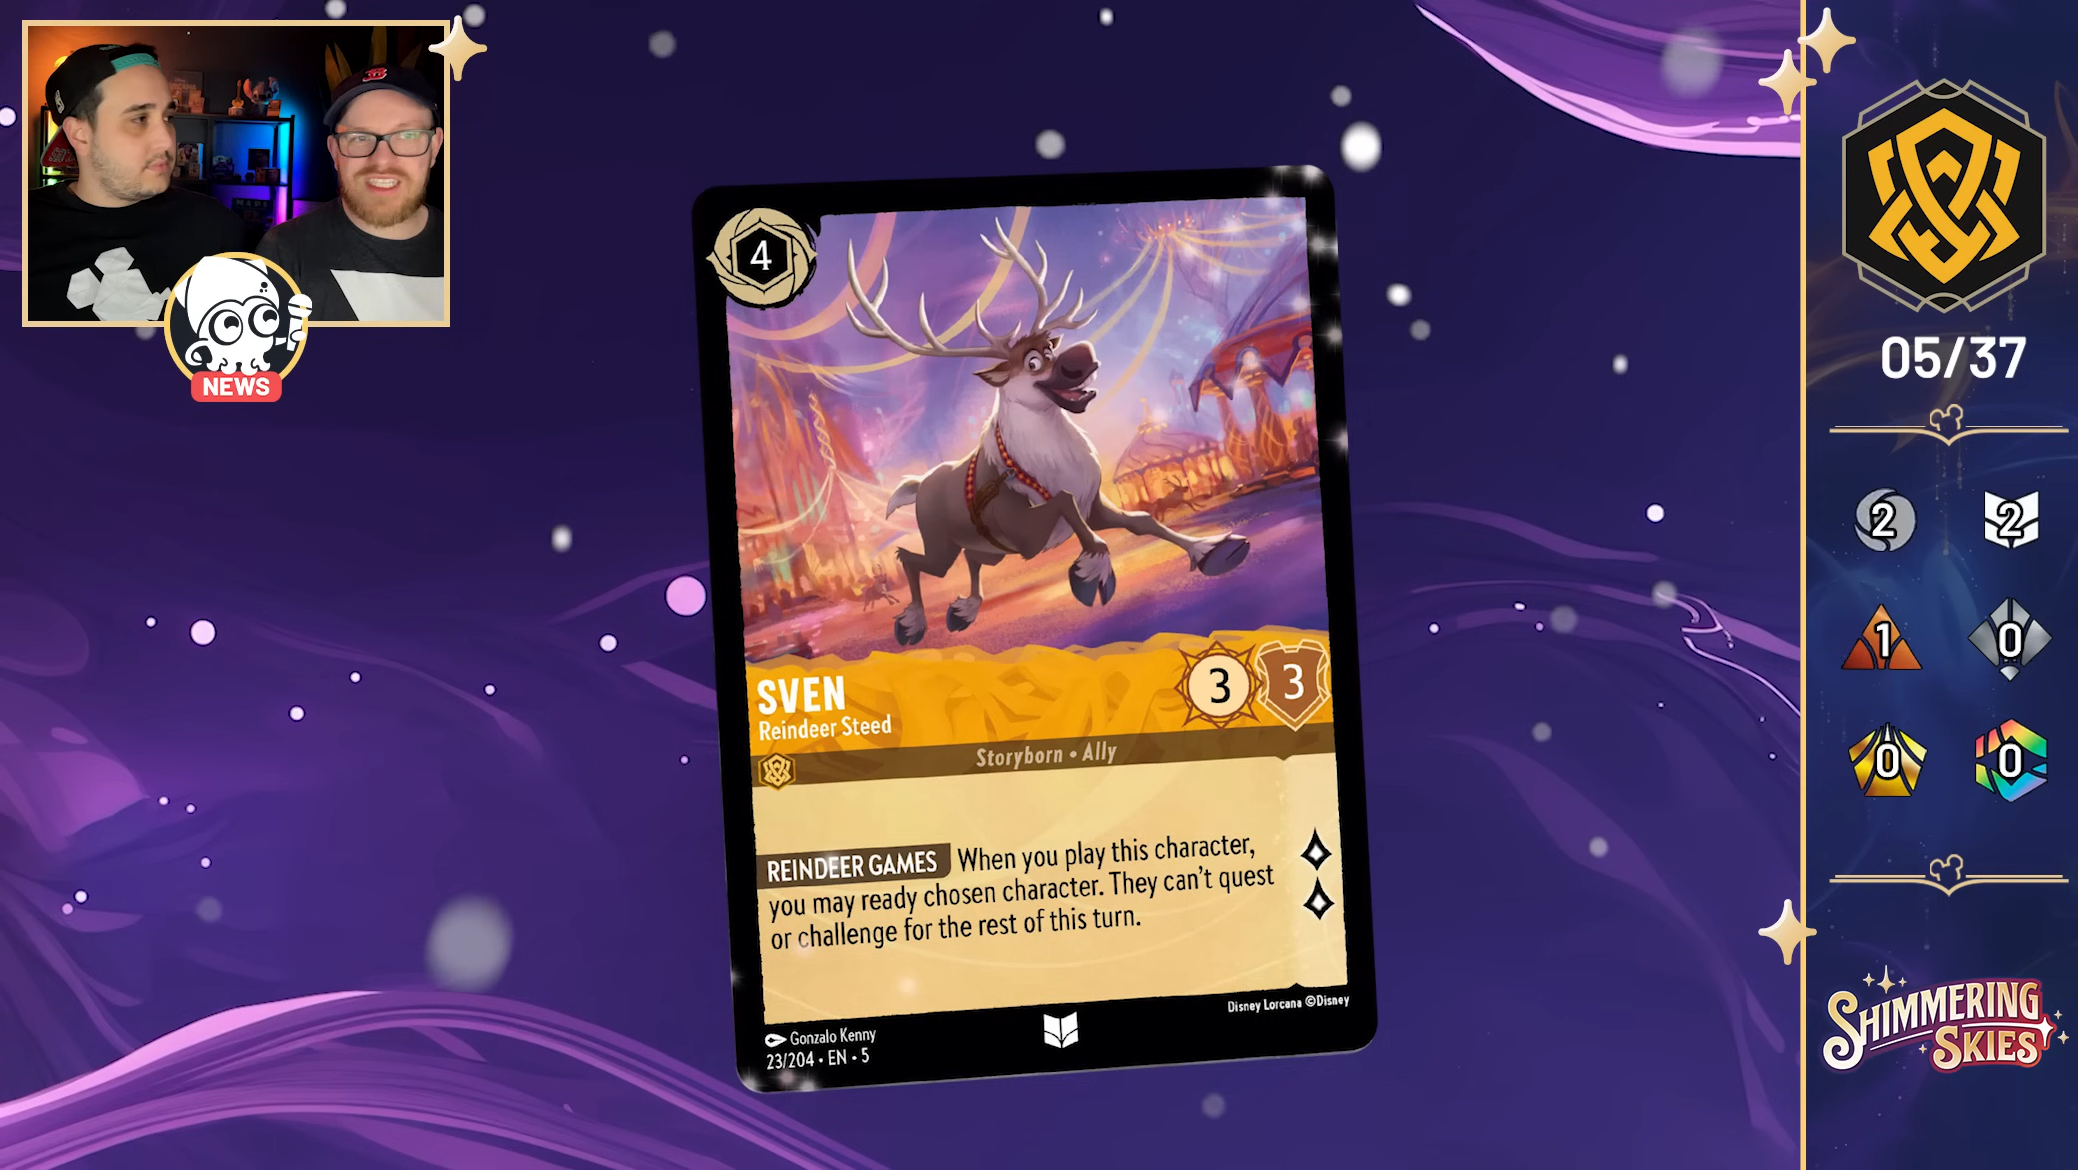 NEWS
4
SVEN
Reindeer Steed
3
3
Storyborn • Ally
REINDEER GAMES When you play this character,
you may ready chosen character. They can't quest
or challenge for the rest of this turn.
Disney Lorcana ©Disney
Gonzalo Kenny
23/204 • EN • 5
05/37
2
2
1
0
0
0
SHIMMERING
SKIES